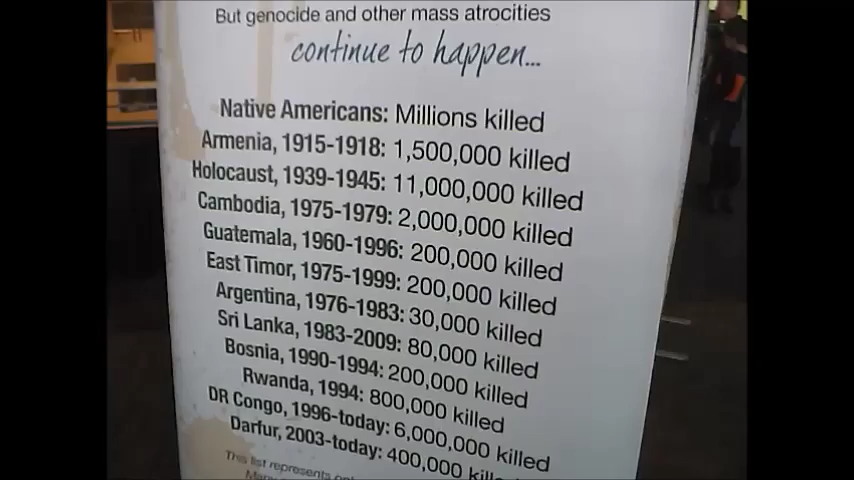 But genocide and other mass atrocities
continue to happen...
Native Americans: Millions killed
Armenia, 1915-1918: 1,500,000 killed
Holocaust, 1939-1945: 11,000,000 killed
Cambodia, 1975-1979: 2,000,000 killed
Guatemala, 1960-1996: 200,000 killed
East Timor, 1975-1999: 200,000 killed
Argentina, 1976-1983: 30,000 killed
Sri Lanka, 1983-2009: 80,000 killed
Bosnia, 1990-1994: 200,000 killed
Rwanda, 1994: 800,000 killed
DR Congo, 1996-today: 6,000,000 killed
Darfur, 2003-today: 400,000
This list represents